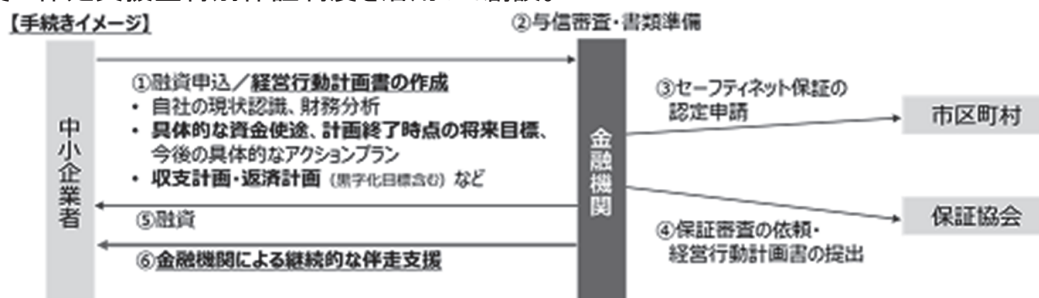 【手続きイメージ】
②与信審査・書類準備
中小企業者
①融資申込／経営行動計画書の作成
• 自社の現状認識、財務分析
• 具体的な資金使途、計画終了時点の将来目標、
今後の具体的なアクションプラン
• 収支計画・返済計画（黒字化目標含む）など
⑤融資
⑥金融機関による継続的な伴走支援
金融機関
③セーフティネット保証の
認定申請
市区町村
④保証審査の依頼・
経営行動計画書の提出
保証協会